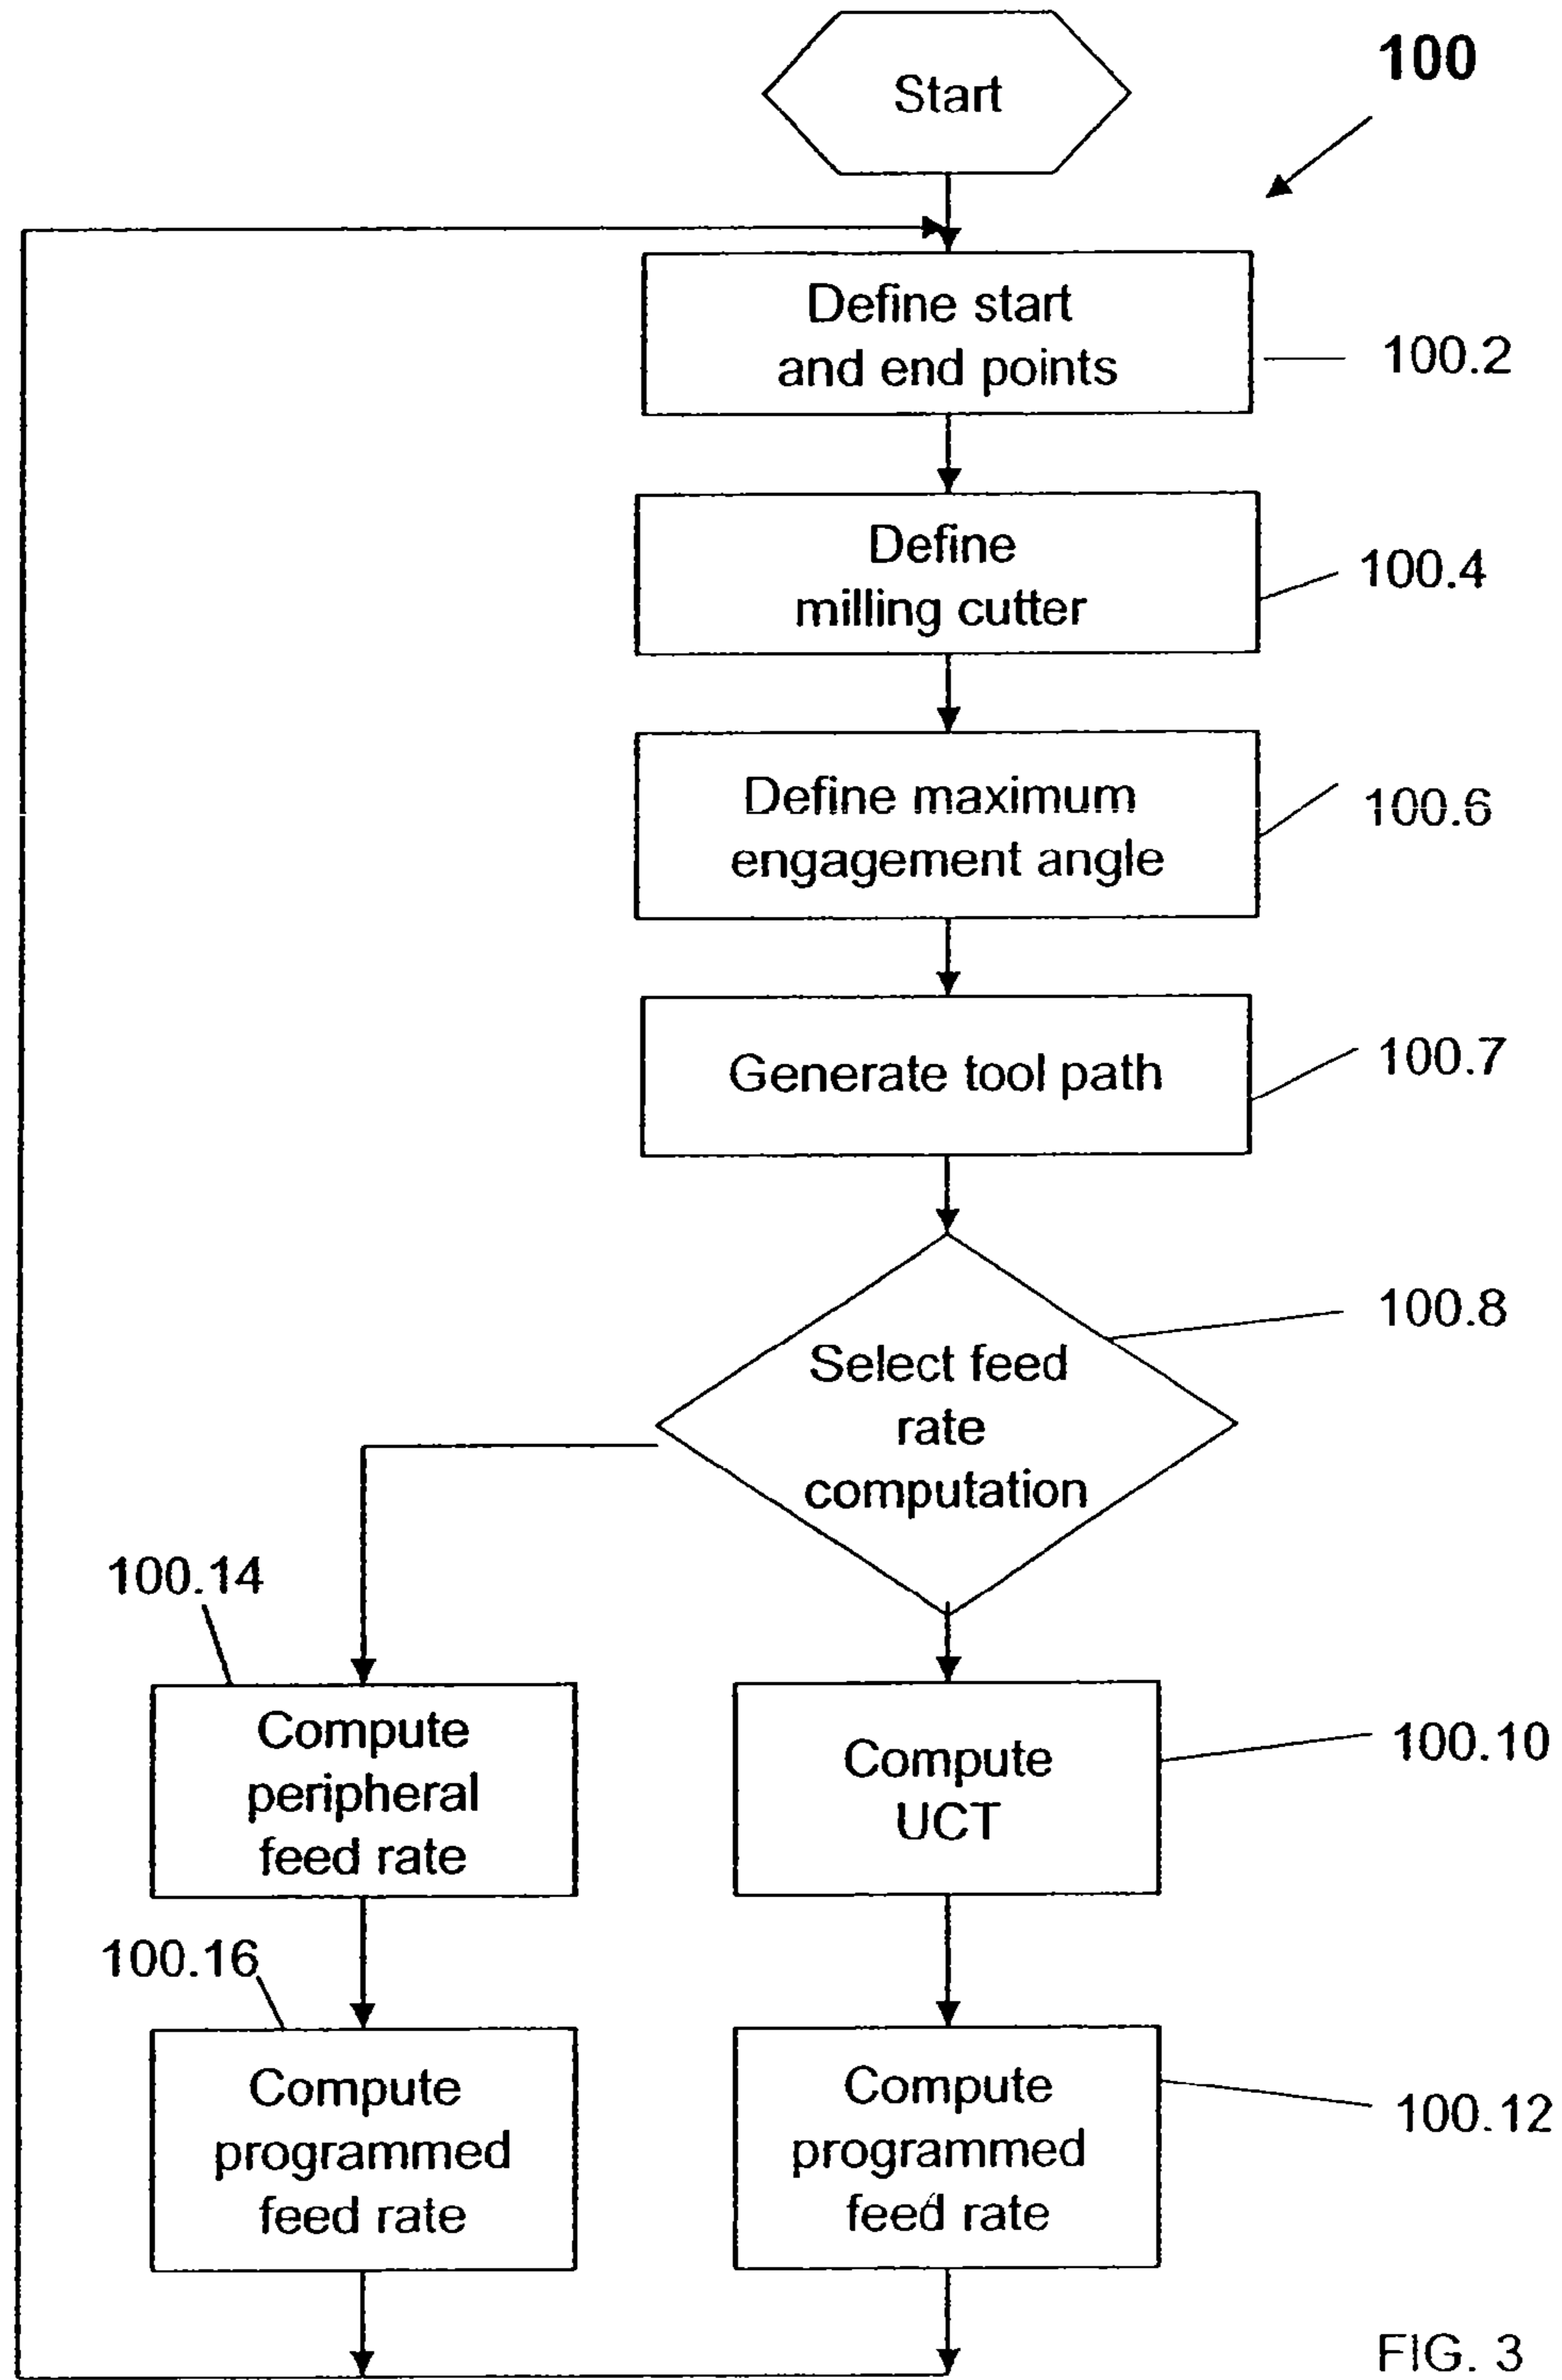 Start
100
Define start
and end points
100.2
Define
milling cutter
100.4
Define maximum
engagement angle
100.6
Generate tool path
100.7
Select feed
rate
computation
100.8
100.14
Compute
peripheral
feed rate
Compute
UCT
100.10
100.16
Compute
programmed
feed rate
Compute
programmed
feed rate
100.12
FIG. 3